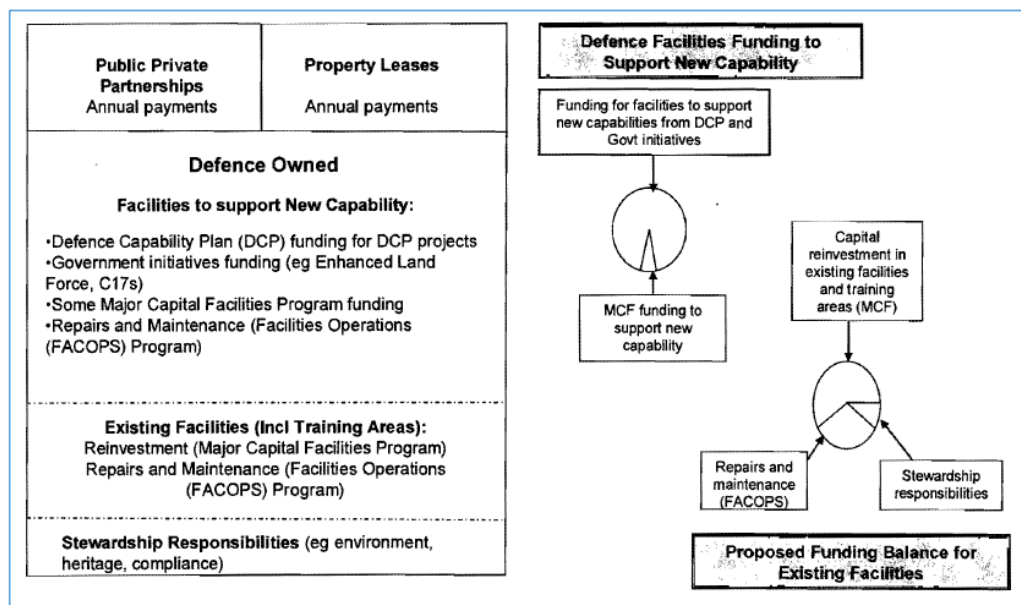 Public Private
Partnerships
Annual payments
Property Leases
Annual payments
Defence Owned
Facilities to support New Capability:
•Defence Capability Plan (DCP) funding for DCP projects
•Government initiatives funding (eg Enhanced Land
Force, C17s)
•Some Major Capital Facilities Program funding
•Repairs and Maintenance (Facilities Operations
(FACOPS) Program)
Existing Facilities (Incl Training Areas):
Reinvestment (Major Capital Facilities Program)
Repairs and Maintenance (Facilities Operations
(FACOPS) Program)
Stewardship Responsibilities (eg environment,
heritage, compliance)
Defence Facilities Funding to
Support New Capability
Funding for facilities to support
new capabilities from DCP and
Govt initiatives
MCF funding to
support new
capability
Capital
reinvestment in
existing facilities
and training
areas (MCF)
Repairs and
maintenance
(FACOPS)
Stewardship
responsibilities
Proposed Funding Balance for
Existing Facilities